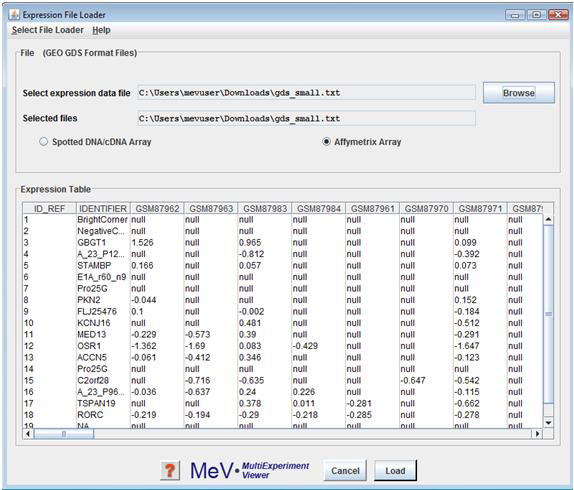 Expression File Loader
Select File Loader Help
File (GEO GDS Format Files)
Select expression data file C:\Users\mevuser\Downloads\gds_small.txt Browse
Selected files C:\Users\mevuser\Downloads\gds_small.txt
Spotted DNA/cDNA Array Affymetrix Array
Expression Table
ID_REF IDENTIFIER GSM87962 GSM87963 GSM87983 GSM87984 GSM87961 GSM87970 GSM87971 GSM87
1 BrightCorner null null null null null null null null
2 NegativeC... null null null null null null null null
3 GBGT1 1.526 null 0.965 null null null 0.099 null
4 A_23_P12... null null -0.812 null null null -0.392 null
5 STAMBP 0.166 null 0.057 null null null 0.073 null
6 E1A_r60_n9 null null null null null null null null
7 Pro25G null null null null null null null null
8 PKN2 -0.044 null null null null null 0.152 null
9 FLJ25476 0.1 null -0.002 null null null -0.184 null
10 KCNJ16 null null 0.481 null null null -0.512 null
11 MED13 -0.229 -0.573 0.39 null null null -0.291 null
12 OSR1 -1.362 -1.69 0.083 -0.429 null null -1.647 null
13 ACCN5 -0.061 -0.412 0.346 null null null -0.123 null
14 Pro25G null null null null null null null null
15 C2orf28 null -0.716 -0.635 null null -0.647 -0.542 null
16 A_23_P96... -0.036 -0.637 0.24 0.226 null null -0.115 null
17 TSPAN19 null null 0.378 0.011 -0.281 null -0.662 null
18 RORC -0.219 -0.194 -0.29 -0.218 -0.285 null -0.278 null
19 NA null null null null null null null null
? MeV MultiExperiment Viewer Cancel Load